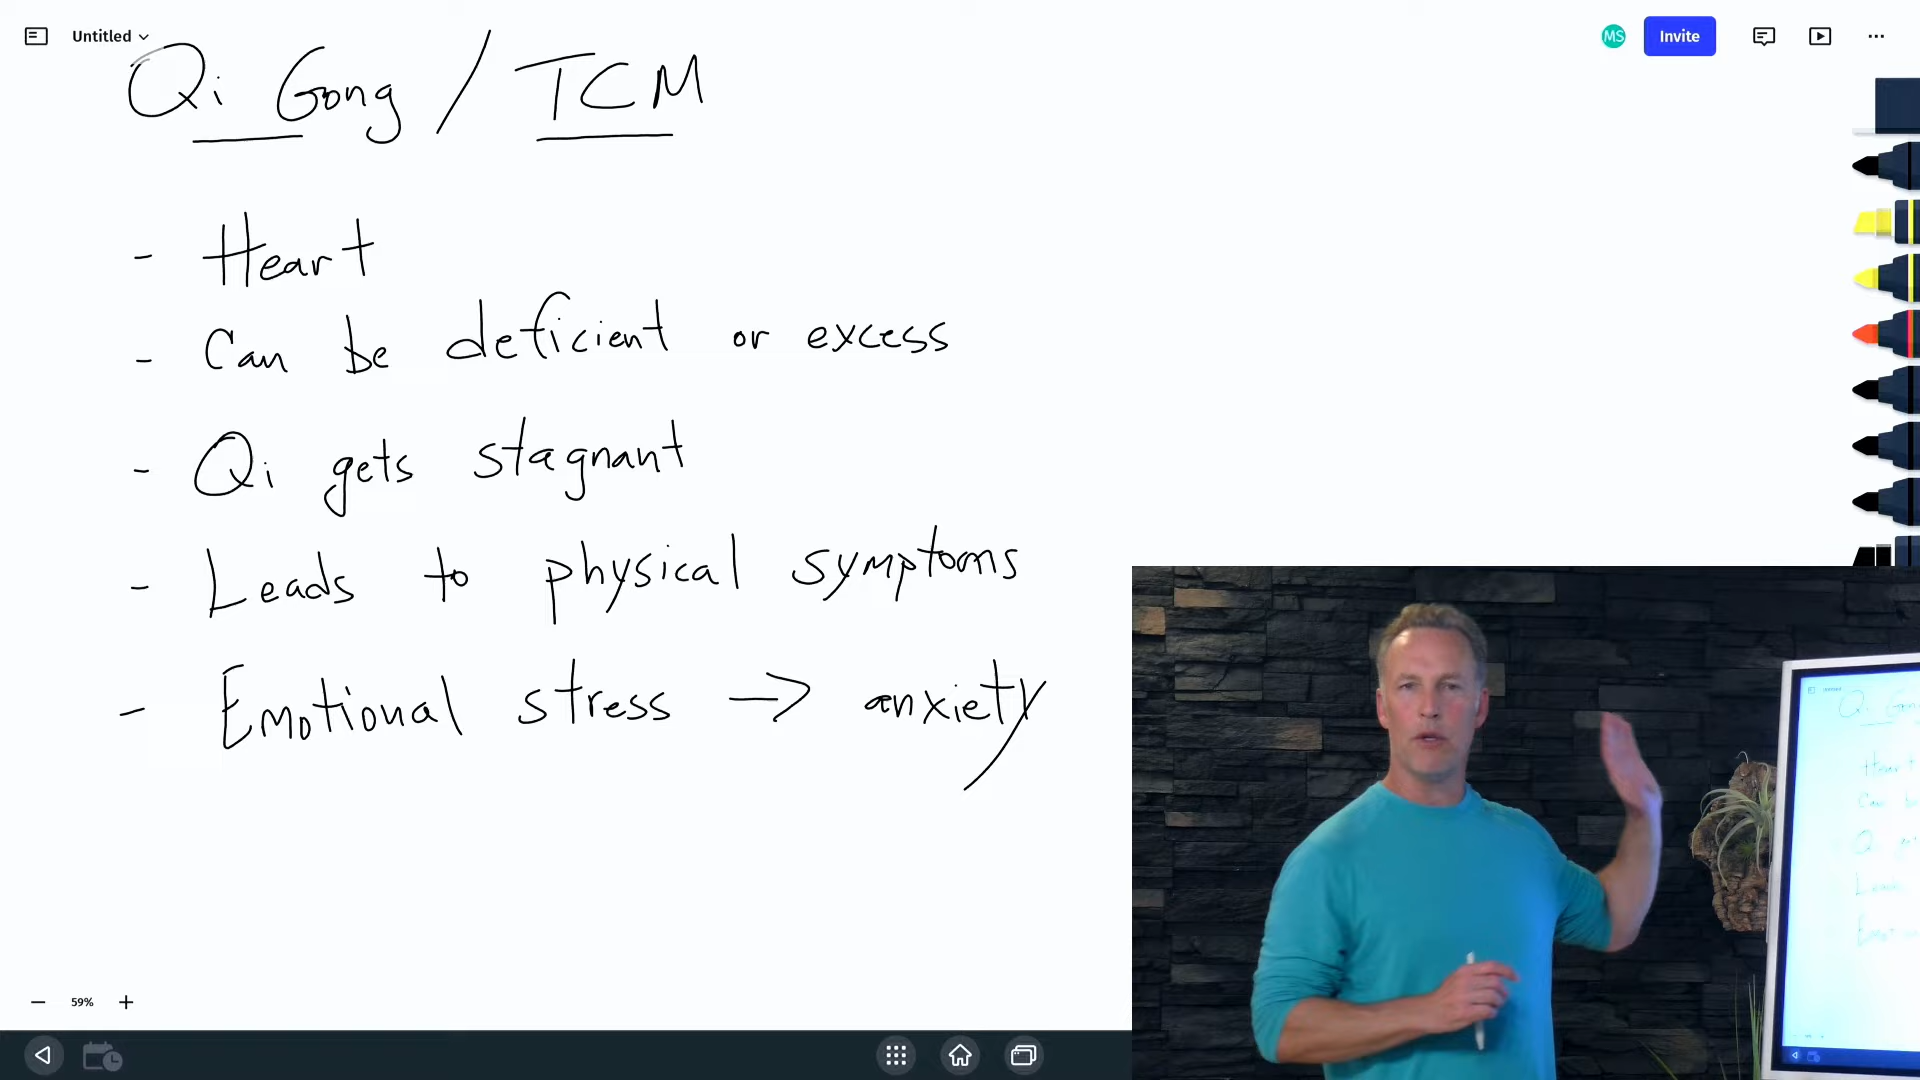 Untitled
MS
Invite
Qi Gong / TCM
- Heart
- Can be deficient or excess
- Qi gets stagnant
- Leads to physical symptoms
- Emotional stress → anxiety
59%